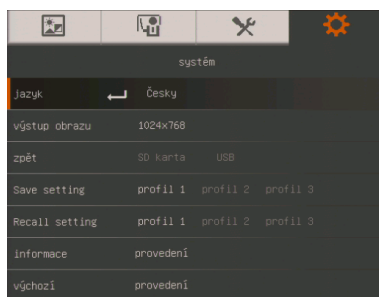 systém
jazyk Česky
výstup obrazu 1024x768
zpět SD karta USB
Save setting profil 1 profil 2 profil 3
Recall setting profil 1 profil 2 profil 3
informace provedení
výchozí provedení